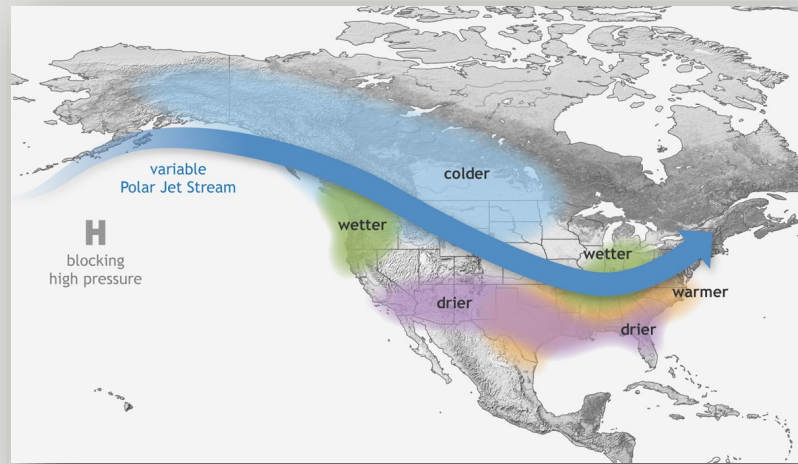 variable
Polar Jet Stream
colder
H
blocking
high pressure
wetter
wetter
drier
warmer
drier